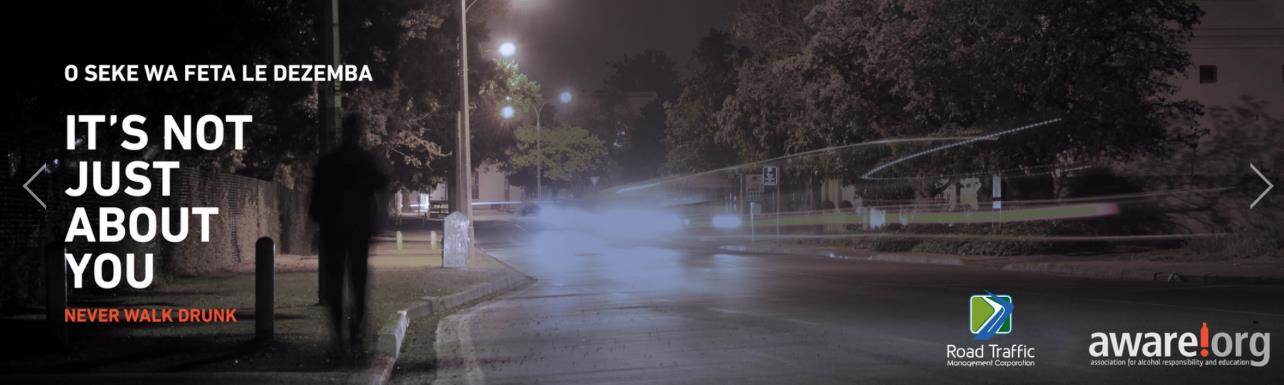 O SEKE WA FETA LE DEZEMBA
IT'S NOT
JUST
ABOUT
YOU
NEVER WALK DRUNK
Road Traffic
Management Corporation
aware!org
association for alcohol responsibility and education